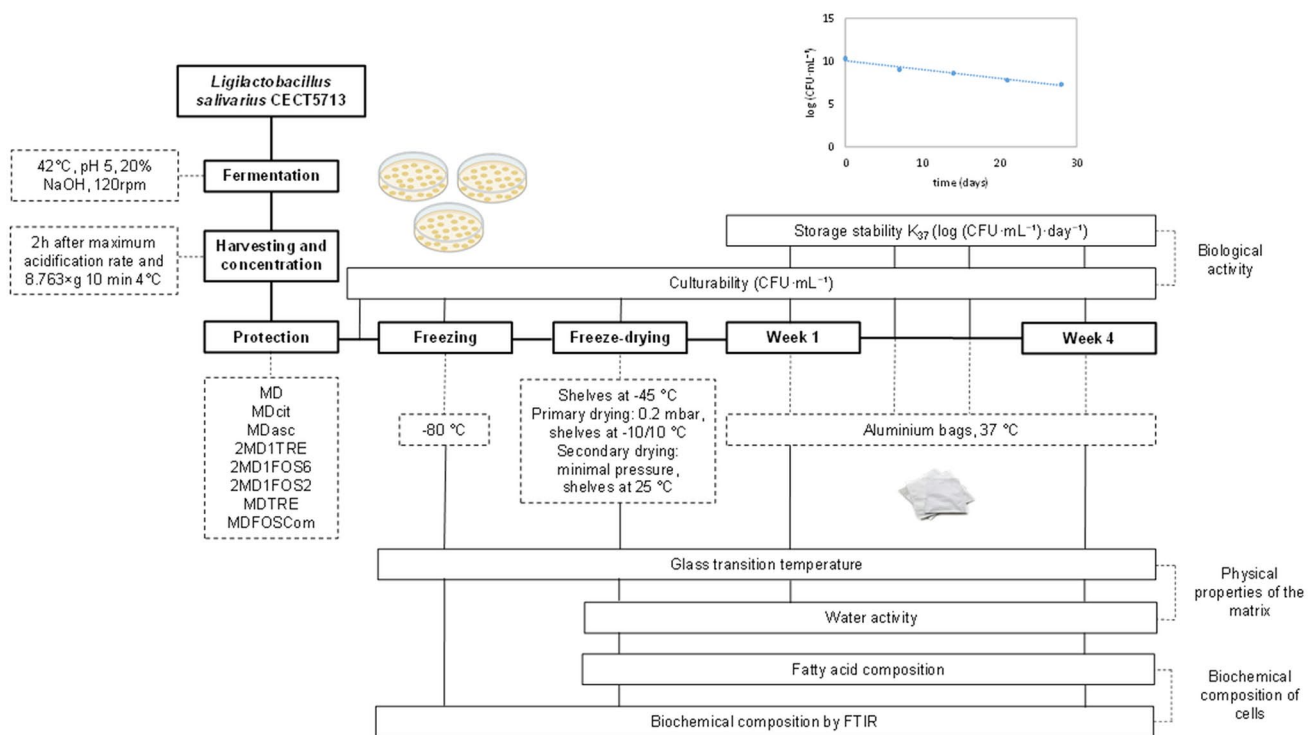 15
10
5
0
log (CFU·mL⁻¹)
0
10
20
30
time (days)
Ligilactobacillus
salivarius CECT5713
42°C, pH 5, 20%
NaOH, 120rpm
Fermentation
2h after maximum
acidification rate and
8.763×g 10 min 4°C
Harvesting and
concentration
Storage stability K₃₇ (log (CFU·mL⁻¹)·day⁻¹)
Culturability (CFU·mL⁻¹)
Biological
activity
Protection
Freezing
Freeze-drying
Week 1
Week 4
MD
MDcit
MDasc
2MD1TRE
2MD1FOS6
2MD1FOS2
MDTRE
MDFOSCom
-80 °C
Shelves at -45 °C
Primary drying: 0.2 mbar,
shelves at -10/10 °C
Secondary drying:
minimal pressure,
shelves at 25 °C
Aluminium bags, 37 °C
Glass transition temperature
Water activity
Physical
properties of the
matrix
Fatty acid composition
Biochemical composition by FTIR
Biochemical
composition of
cells